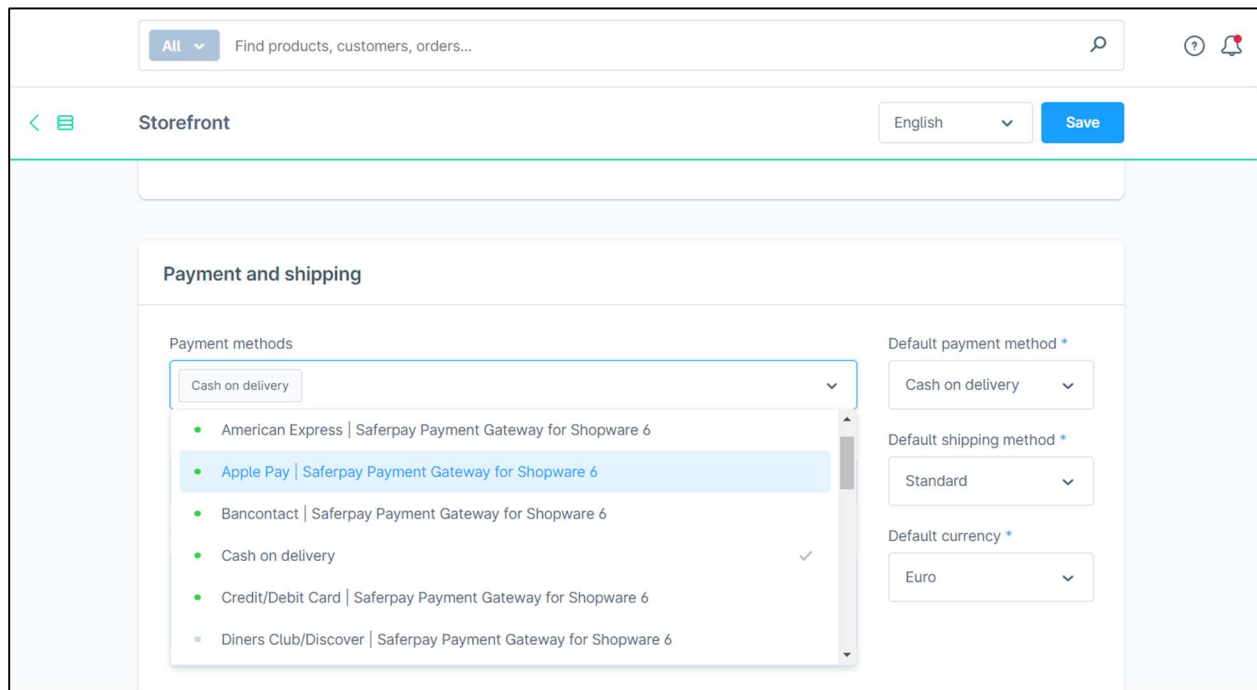 All
Find products, customers, orders...
Storefront
English
Save
Payment and shipping
Payment methods
Cash on delivery
American Express | Saferpay Payment Gateway for Shopware 6
Apple Pay | Saferpay Payment Gateway for Shopware 6
Bancontact | Saferpay Payment Gateway for Shopware 6
Cash on delivery
Credit/Debit Card | Saferpay Payment Gateway for Shopware 6
Diners Club/Discover | Saferpay Payment Gateway for Shopware 6
Default payment method *
Cash on delivery
Default shipping method *
Standard
Default currency *
Euro